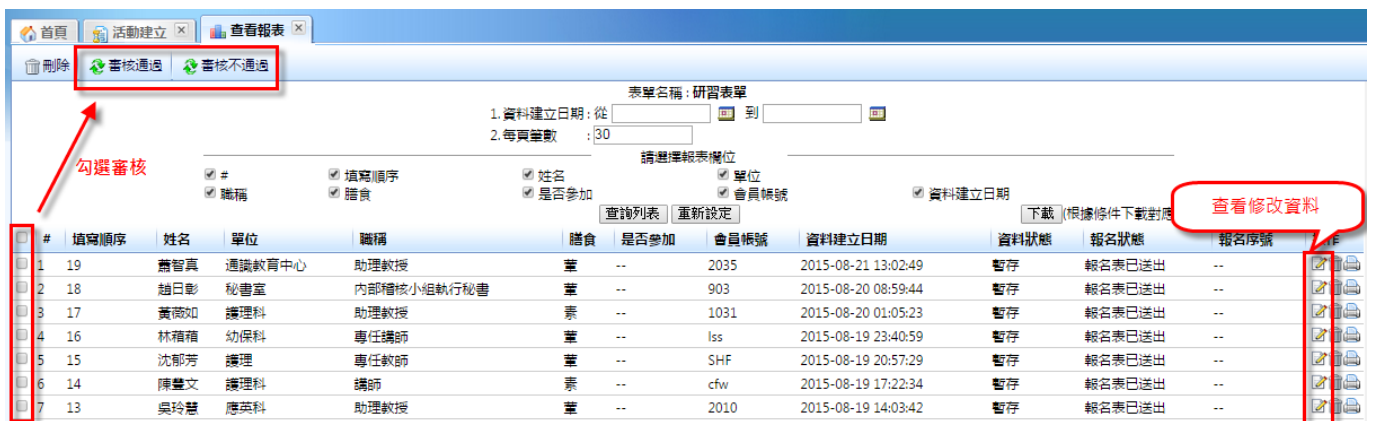 首頁 活動建立 查看報表
刪除 審核通過 審核不通過
表單名稱:研習表單
1.資料建立日期:從 到
2.每頁筆數 :30
勾選審核
請選擇報表欄位
# 填寫順序 姓名 單位
職稱 膳食 是否參加 會員帳號 資料建立日期
查詢列表 重新設定 下載 (根據條件下載對應
查看修改資料
# 填寫順序 姓名 單位 職稱 膳食 是否參加 會員帳號 資料建立日期 資料狀態 報名狀態 報名序號
1 19 蕭智真 通識教育中心 助理教授 葷 -- 2035 2015-08-21 13:02:49 暫存 報名表已送出 --
2 18 趙日彰 秘書室 內部稽核小組執行秘書 葷 -- 903 2015-08-20 08:59:44 暫存 報名表已送出 --
3 17 黃薇如 護理科 助理教授 素 -- 1031 2015-08-20 01:05:23 暫存 報名表已送出 --
4 16 林萡萡 幼保科 專任講師 葷 -- lss 2015-08-19 23:40:59 暫存 報名表已送出 --
5 15 沈郁芳 護理 專任教師 葷 -- SHF 2015-08-19 20:57:29 暫存 報名表已送出 --
6 14 陳豐文 護理科 講師 素 -- cfw 2015-08-19 17:22:34 暫存 報名表已送出 --
7 13 吳玲慧 應英科 助理教授 葷 -- 2010 2015-08-19 14:03:42 暫存 報名表已送出 --